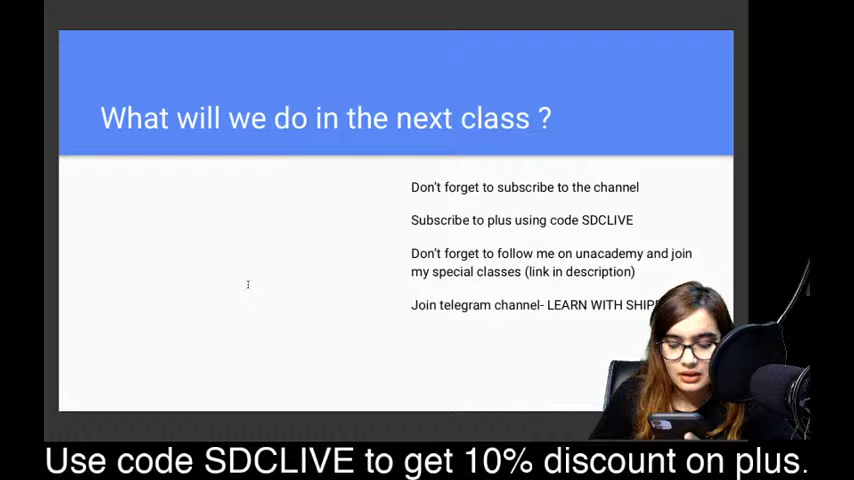 What will we do in the next class ?
Don't forget to subscribe to the channel
Subscribe to plus using code SDCLIVE
Don't forget to follow me on unacademy and join
my special classes (link in description)
Join telegram channel- LEARN WITH
Use code SDCLIVE to get 10% discount on plus.